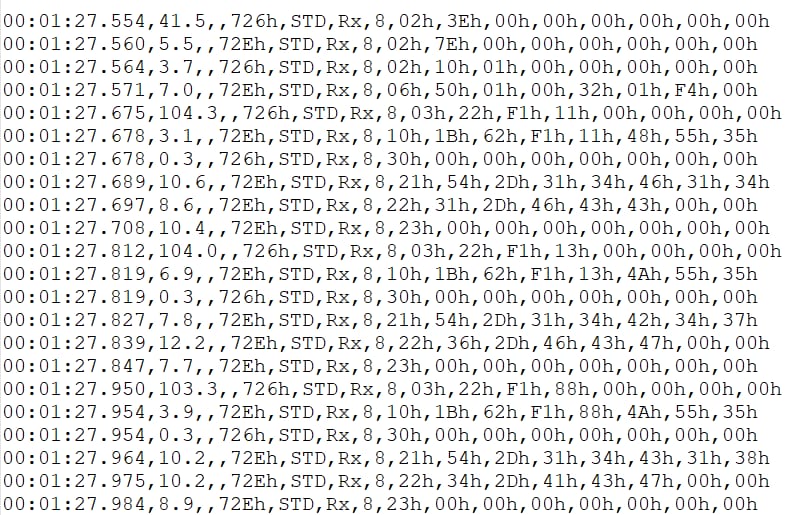 00:01:27.554,41.5,,726h,STD,Rx,8,02h,3Eh,00h,00h,00h,00h,00h,00h
00:01:27.560,5.5,,72Eh,STD,Rx,8,02h,7Eh,00h,00h,00h,00h,00h,00h
00:01:27.564,3.7,,726h,STD,Rx,8,02h,10h,01h,00h,00h,00h,00h,00h
00:01:27.571,7.0,,72Eh,STD,Rx,8,06h,50h,01h,00h,32h,01h,F4h,00h
00:01:27.675,104.3,,726h,STD,Rx,8,03h,22h,F1h,11h,00h,00h,00h,00h
00:01:27.678,3.1,,72Eh,STD,Rx,8,10h,1Bh,62h,F1h,11h,48h,55h,35h
00:01:27.678,0.3,,726h,STD,Rx,8,30h,00h,00h,00h,00h,00h,00h,00h
00:01:27.689,10.6,,72Eh,STD,Rx,8,21h,54h,2Dh,31h,34h,46h,31h,34h
00:01:27.697,8.6,,72Eh,STD,Rx,8,22h,31h,2Dh,46h,43h,43h,00h,00h
00:01:27.708,10.4,,72Eh,STD,Rx,8,23h,00h,00h,00h,00h,00h,00h,00h
00:01:27.812,104.0,,726h,STD,Rx,8,03h,22h,F1h,13h,00h,00h,00h,00h
00:01:27.819,6.9,,72Eh,STD,Rx,8,10h,1Bh,62h,F1h,13h,4Ah,55h,35h
00:01:27.819,0.3,,726h,STD,Rx,8,30h,00h,00h,00h,00h,00h,00h,00h
00:01:27.827,7.8,,72Eh,STD,Rx,8,21h,54h,2Dh,31h,34h,42h,34h,37h
00:01:27.839,12.2,,72Eh,STD,Rx,8,22h,36h,2Dh,46h,43h,47h,00h,00h
00:01:27.847,7.7,,72Eh,STD,Rx,8,23h,00h,00h,00h,00h,00h,00h,00h
00:01:27.950,103.3,,726h,STD,Rx,8,03h,22h,F1h,88h,00h,00h,00h,00h
00:01:27.954,3.9,,72Eh,STD,Rx,8,10h,1Bh,62h,F1h,88h,4Ah,55h,35h
00:01:27.954,0.3,,726h,STD,Rx,8,30h,00h,00h,00h,00h,00h,00h,00h
00:01:27.964,10.2,,72Eh,STD,Rx,8,21h,54h,2Dh,31h,34h,43h,31h,38h
00:01:27.975,10.2,,72Eh,STD,Rx,8,22h,34h,2Dh,41h,43h,47h,00h,00h
00:01:27.984,8.9,,72Eh,STD,Rx,8,23h,00h,00h,00h,00h,00h,00h,00h